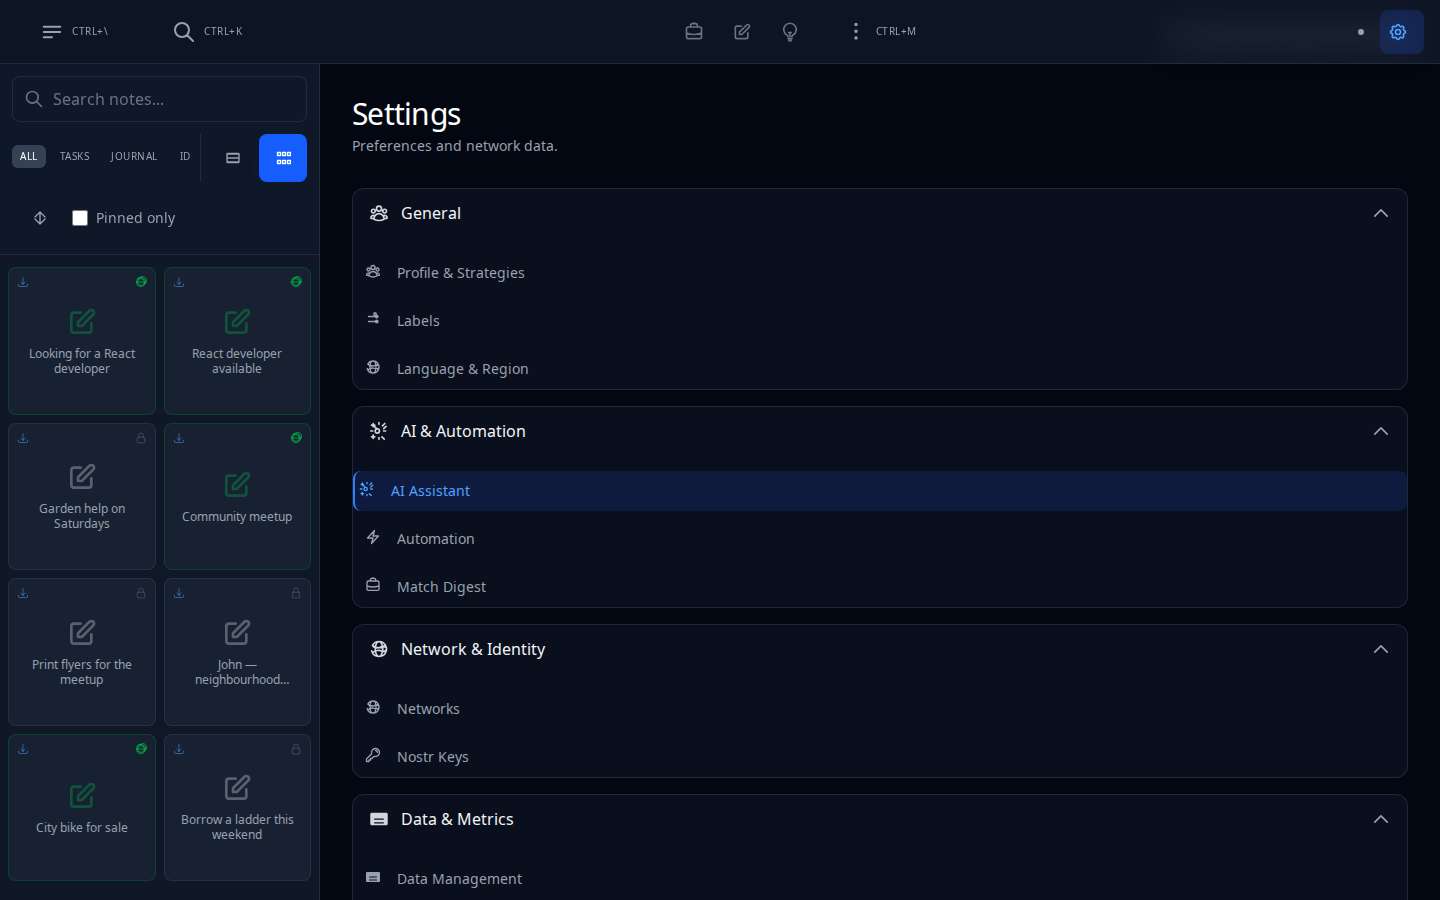 CTRL+\
CTRL+K
CTRL+M
Search notes...
ALL
TASKS
JOURNAL
ID
Pinned only
Looking for a React
developer
React developer
available
Garden help on
Saturdays
Community meetup
Print flyers for the
meetup
John —
neighbourhood...
City bike for sale
Borrow a ladder this
weekend
Settings
Preferences and network data.
General
Profile & Strategies
Labels
Language & Region
AI & Automation
AI Assistant
Automation
Match Digest
Network & Identity
Networks
Nostr Keys
Data & Metrics
Data Management